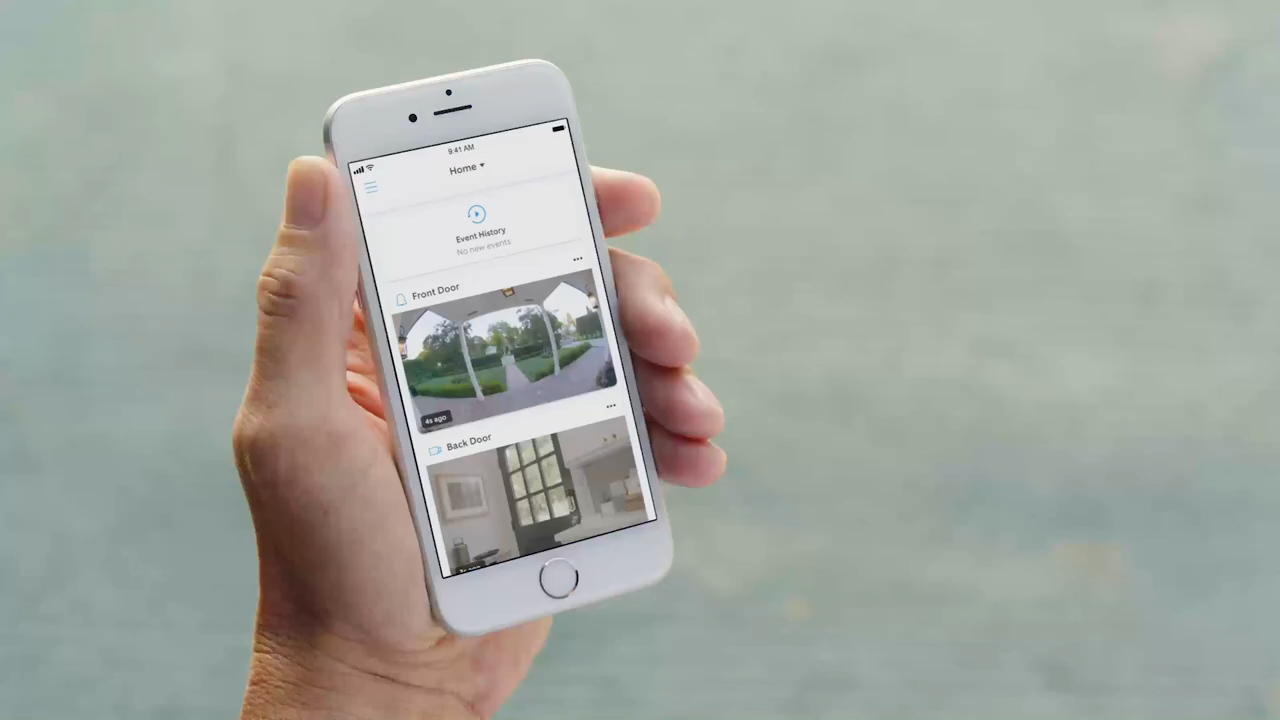 9:41 AM
Home
Event History
No new events
Front Door
4s ago
Back Door